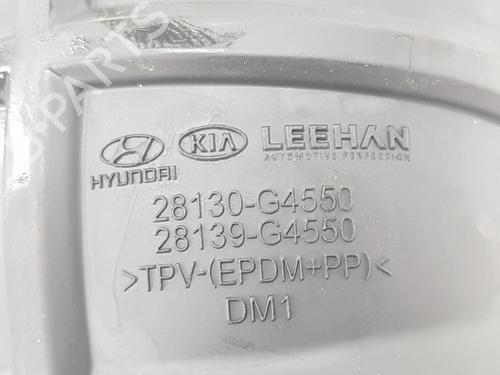 KIA LEEHAN
HYUNDAI AUTOMOTIVE PERFECTION
28130-G4550
28139-G4550
>TPV-(EPDM+PP)<
DM1